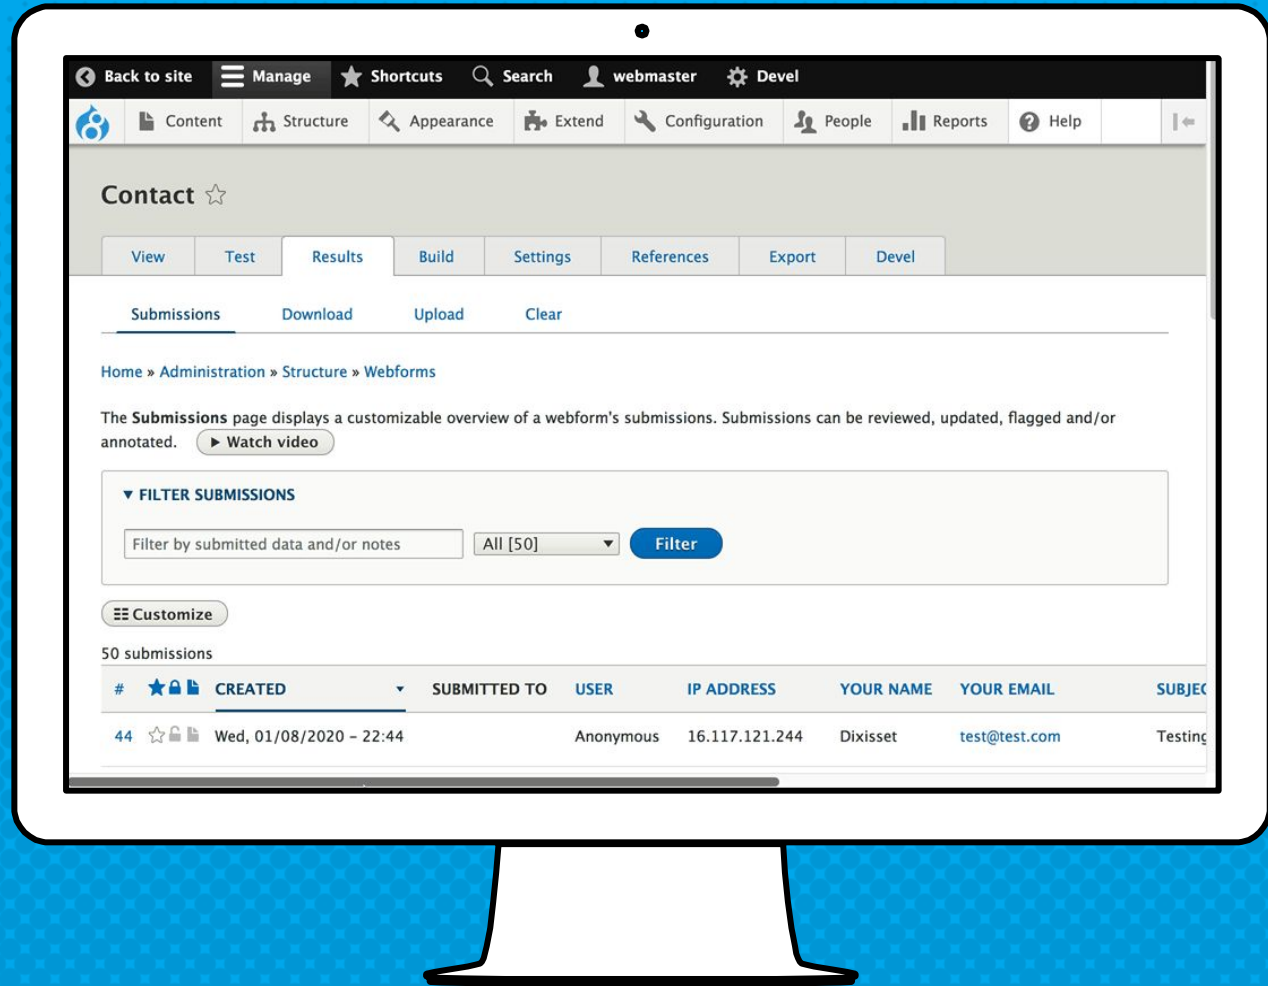 Back to site Manage Shortcuts Search webmaster Devel
Content Structure Appearance Extend Configuration People Reports Help
Contact
View Test Results Build Settings References Export Devel
Submissions Download Upload Clear
Home » Administration » Structure » Webforms
The Submissions page displays a customizable overview of a webform's submissions. Submissions can be reviewed, updated, flagged and/or
annotated. ▶ Watch video
▼ FILTER SUBMISSIONS
Filter by submitted data and/or notes All [50] ▼ Filter
Customize
50 submissions
# CREATED ▼ SUBMITTED TO USER IP ADDRESS YOUR NAME YOUR EMAIL SUBJEC
44 Wed, 01/08/2020 - 22:44 Anonymous 16.117.121.244 Dixisset test@test.com Testing